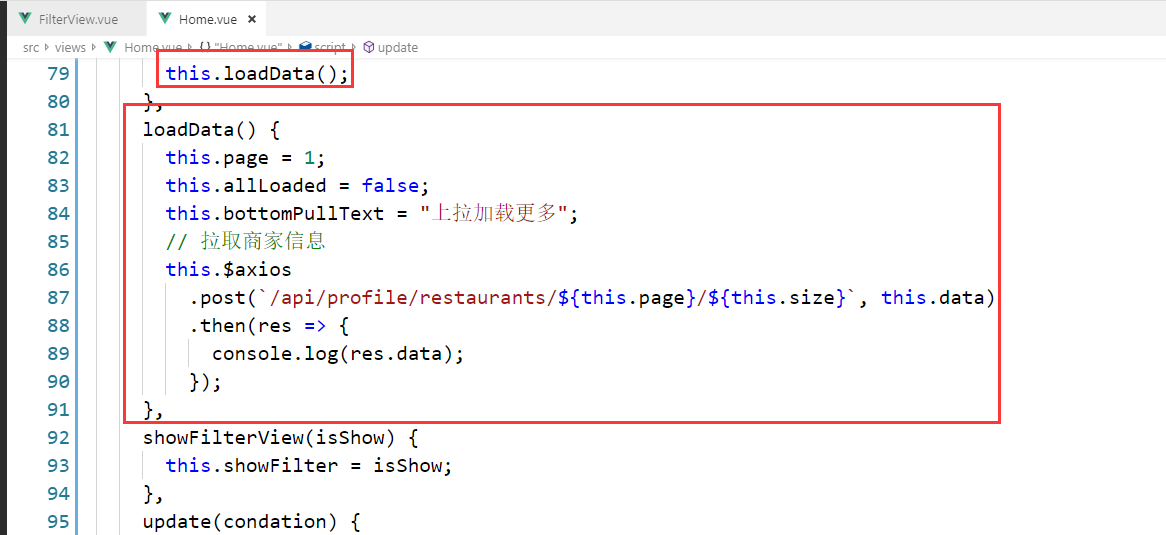 FilterView.vue
Home.vue ×
src views Home.vue {} "Home.vue" script update
79 this.loadData();
80 },
81 loadData() {
82 this.page = 1;
83 this.allLoaded = false;
84 this.bottomPullText = "上拉加载更多";
85 // 拉取商家信息
86 this.$axios
87 .post(`/api/profile/restaurants/${this.page}/${this.size}`, this.data)
88 .then(res => {
89 console.log(res.data);
90 });
91 },
92 showFilterView(isShow) {
93 this.showFilter = isShow;
94 },
95 update(condation) {